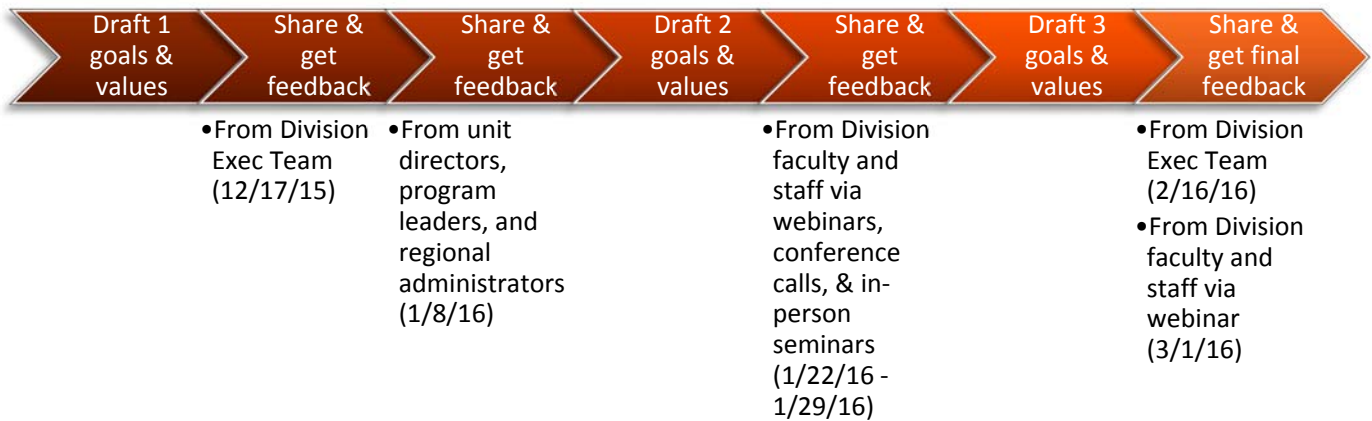 Draft 1
goals &
values
Share &
get
feedback
Share &
get
feedback
Draft 2
goals &
values
Share &
get
feedback
Draft 3
goals &
values
Share &
get final
feedback
•From Division
Exec Team
(12/17/15)
•From unit
directors,
program
leaders, and
regional
administrators
(1/8/16)
•From Division
faculty and
staff via
webinars,
conference
calls, & in-
person
seminars
(1/22/16 -
1/29/16)
•From Division
Exec Team
(2/16/16)
•From Division
faculty and
staff via
webinar
(3/1/16)